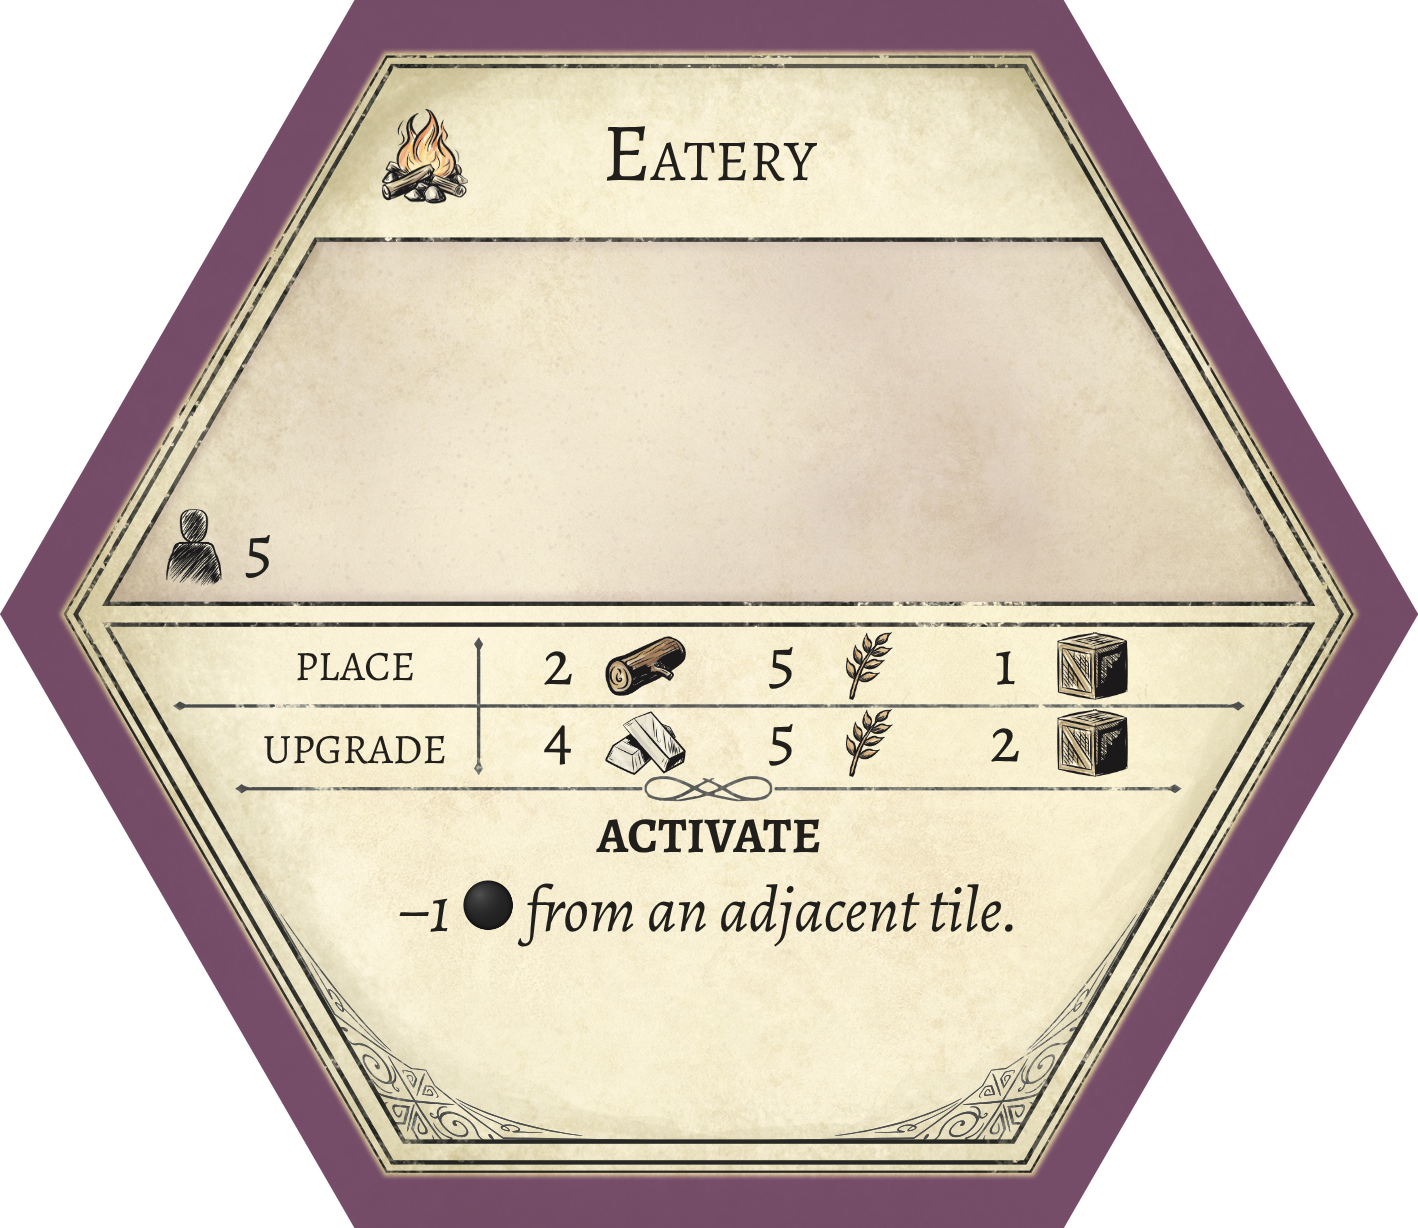 EATERY
5
PLACE 2 5 1
UPGRADE 4 5 2
ACTIVATE
–1 from an adjacent tile.